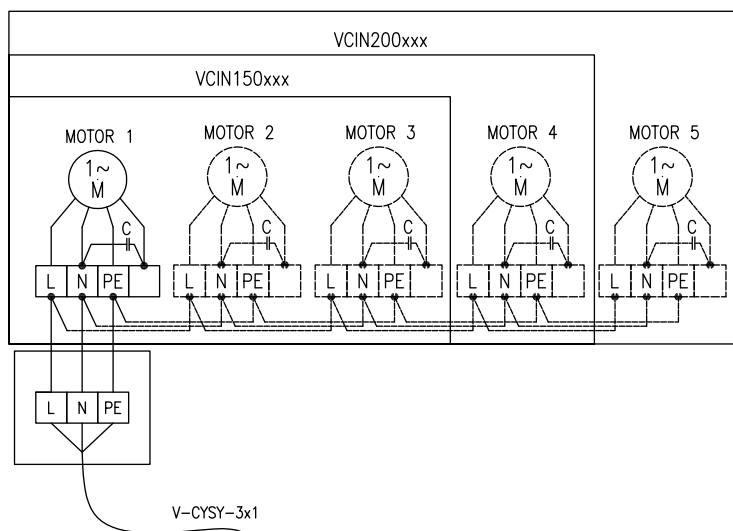 VCIN200xxx
VCIN150xxx
MOTOR 1 MOTOR 2 MOTOR 3 MOTOR 4 MOTOR 5
1~ 1~ 1~ 1~ 1~
M M M M M
C C C C C
L N PE L N PE L N PE L N PE L N PE
L N PE
V-CYSY-3x1